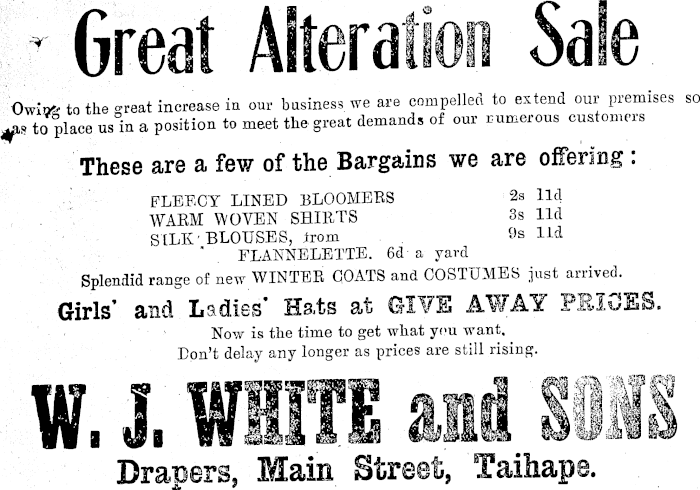 Great Alteration Sale
Owing to the great increase in our business we are compelled to extend our premises so
as to place us in a position to meet the great demands of our numerous customers
These are a few of the Bargains we are offering :
FLEECY LINED BLOOMERS 2s 11d
WARM WOVEN SHIRTS 3s 11d
SILK BLOUSES, from 9s 11d
FLANNELETTE. 6d a yard
Splendid range of new WINTER COATS and COSTUMES just arrived.
Girls' and Ladies' Hats at GIVE AWAY PRICES.
Now is the time to get what you want.
Don't delay any longer as prices are still rising.
W. J. WHITE and SONS
Drapers, Main Street, Taihape.